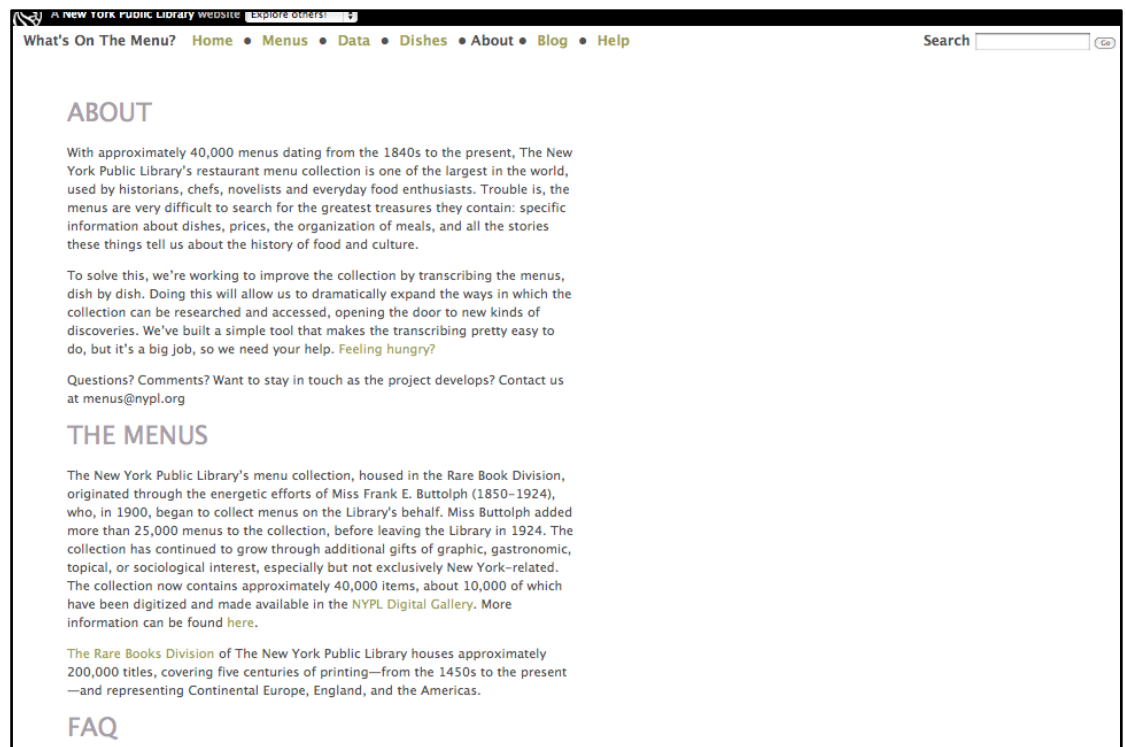 A New York Public Library website Explore others!
What's On The Menu? Home • Menus • Data • Dishes • About • Blog • Help Search Go
ABOUT
With approximately 40,000 menus dating from the 1840s to the present, The New
York Public Library's restaurant menu collection is one of the largest in the world,
used by historians, chefs, novelists and everyday food enthusiasts. Trouble is, the
menus are very difficult to search for the greatest treasures they contain: specific
information about dishes, prices, the organization of meals, and all the stories
these things tell us about the history of food and culture.
To solve this, we're working to improve the collection by transcribing the menus,
dish by dish. Doing this will allow us to dramatically expand the ways in which the
collection can be researched and accessed, opening the door to new kinds of
discoveries. We've built a simple tool that makes the transcribing pretty easy to
do, but it's a big job, so we need your help. Feeling hungry?
Questions? Comments? Want to stay in touch as the project develops? Contact us
at menus@nypl.org
THE MENUS
The New York Public Library's menu collection, housed in the Rare Book Division,
originated through the energetic efforts of Miss Frank E. Buttolph (1850–1924),
who, in 1900, began to collect menus on the Library's behalf. Miss Buttolph added
more than 25,000 menus to the collection, before leaving the Library in 1924. The
collection has continued to grow through additional gifts of graphic, gastronomic,
topical, or sociological interest, especially but not exclusively New York-related.
The collection now contains approximately 40,000 items, about 10,000 of which
have been digitized and made available in the NYPL Digital Gallery. More
information can be found here.
The Rare Books Division of The New York Public Library houses approximately
200,000 titles, covering five centuries of printing—from the 1450s to the present
—and representing Continental Europe, England, and the Americas.
FAQ